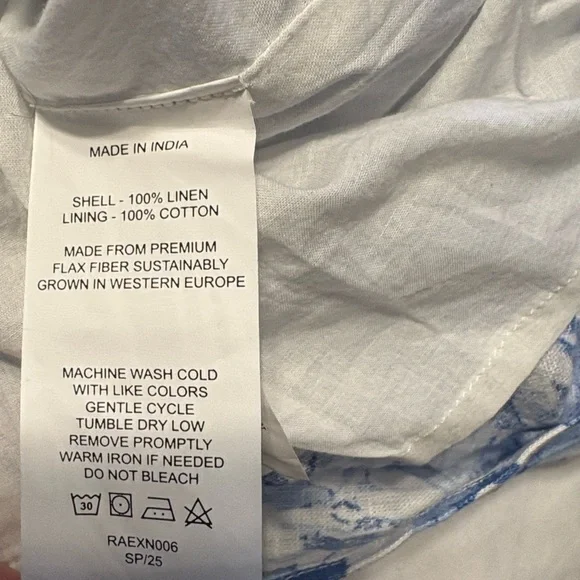 MADE IN INDIA
SHELL - 100% LINEN
LINING - 100% COTTON
MADE FROM PREMIUM
FLAX FIBER SUSTAINABLY
GROWN IN WESTERN EUROPE
MACHINE WASH COLD
WITH LIKE COLORS
GENTLE CYCLE
TUMBLE DRY LOW
REMOVE PROMPTLY
WARM IRON IF NEEDED
DO NOT BLEACH
30
RAEXN006
SP/25